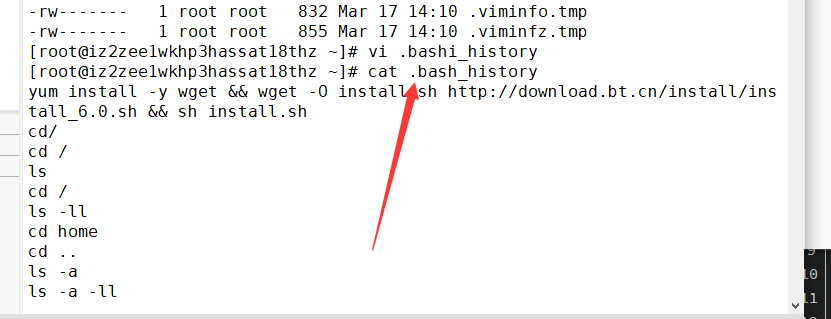 -rw-------   1 root root   832 Mar 17 14:10 .viminfo.tmp
-rw-------   1 root root   855 Mar 17 14:10 .viminfz.tmp
[root@iz2zee1wkhp3hassat18thz ~]# vi .bashi_history
[root@iz2zee1wkhp3hassat18thz ~]# cat .bash_history
yum install -y wget && wget -O install.sh http://download.bt.cn/install/ins
tall_6.0.sh && sh install.sh
cd/
cd /
ls
cd /
ls -ll
cd home
cd ..
ls -a
ls -a -ll
9
10
11